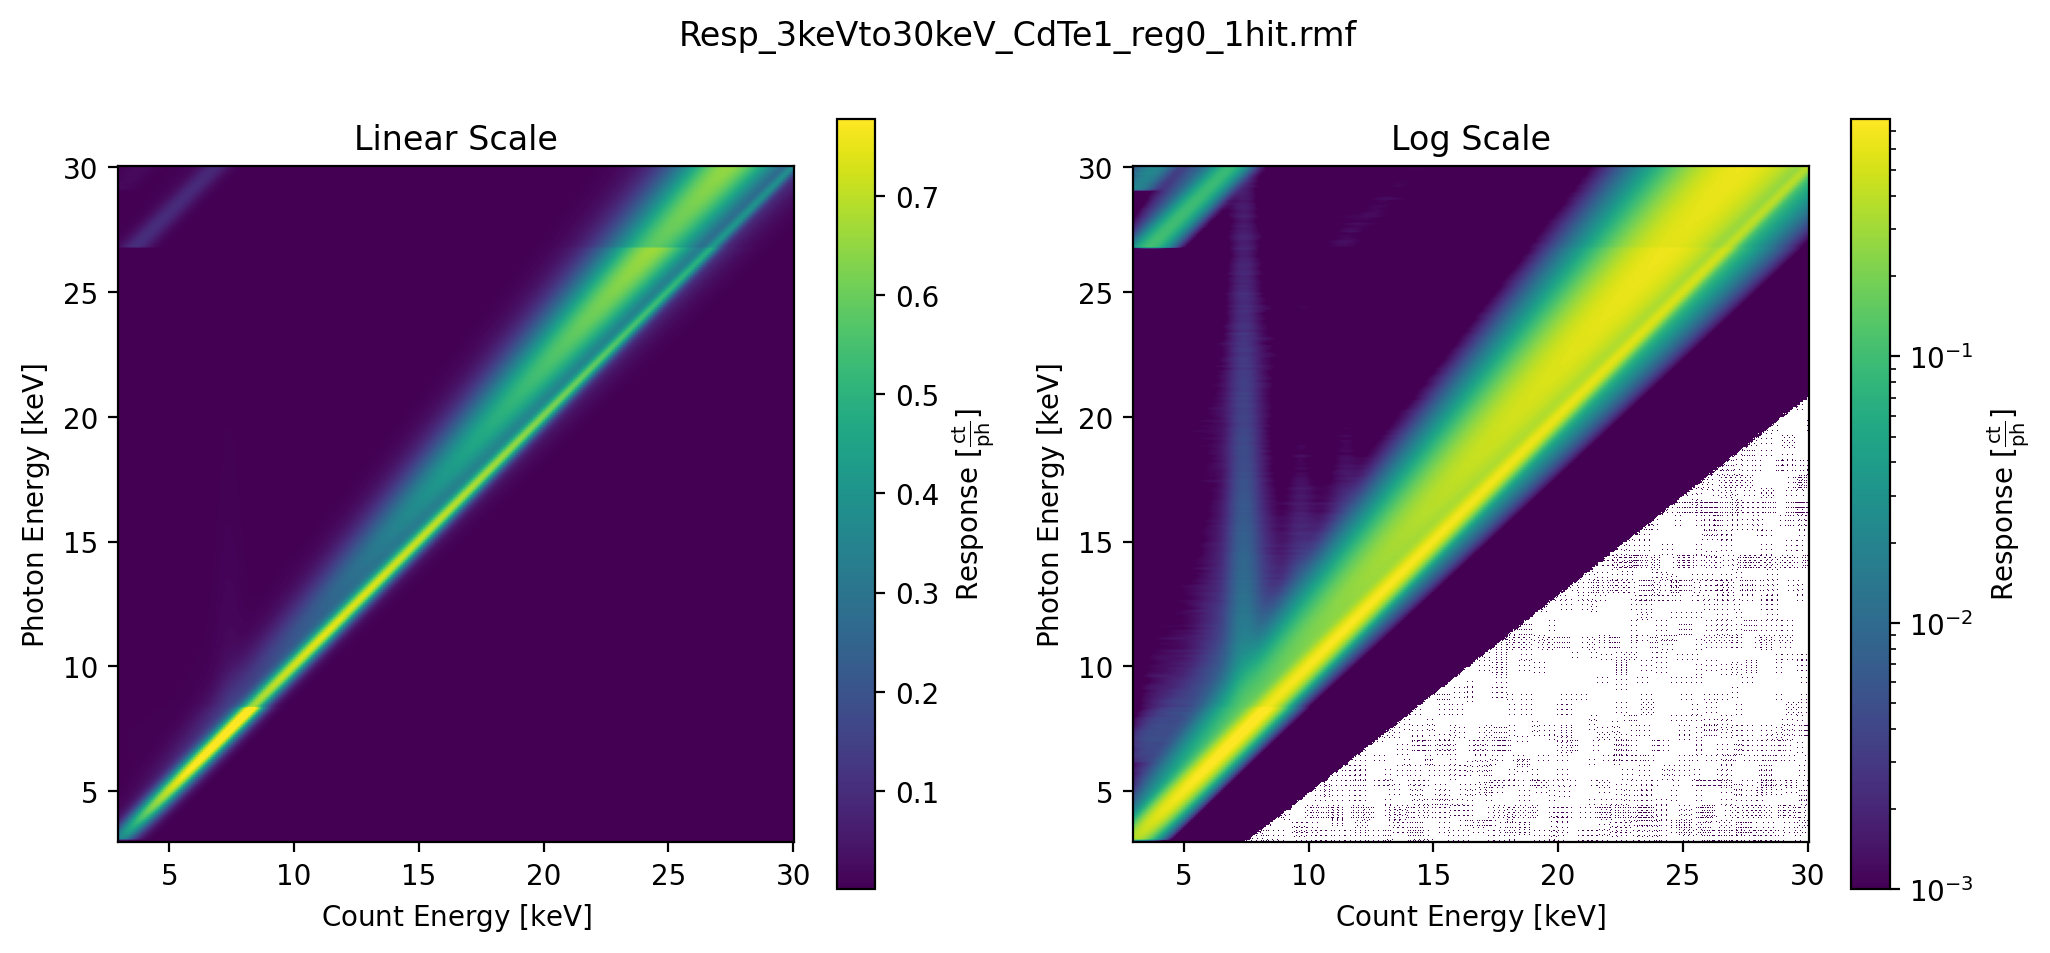 Resp_3keVto30keV_CdTe1_reg0_1hit.rmf
Linear Scale
Photon Energy [keV]
30
25
20
15
10
5
5 10 15 20 25 30
Count Energy [keV]
0.7
0.6
0.5
0.4
0.3
0.2
0.1
Response [ct/ph]
Log Scale
Photon Energy [keV]
30
25
20
15
10
5
5 10 15 20 25 30
Count Energy [keV]
10⁻¹
10⁻²
10⁻³
Response [ct/ph]